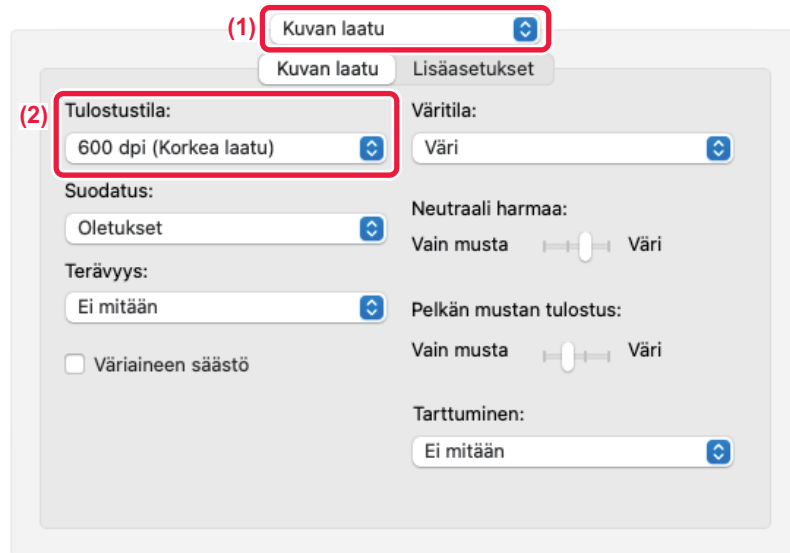 (1)
Kuvan laatu
Kuvan laatu
Lisäasetukset
(2)
Tulostustila:
600 dpi (Korkea laatu)
Suodatus:
Oletukset
Terävyys:
Ei mitään
Väriaineen säästö
Väritila:
Väri
Neutraali harmaa:
Vain musta Väri
Pelkän mustan tulostus:
Vain musta Väri
Tarttuminen:
Ei mitään